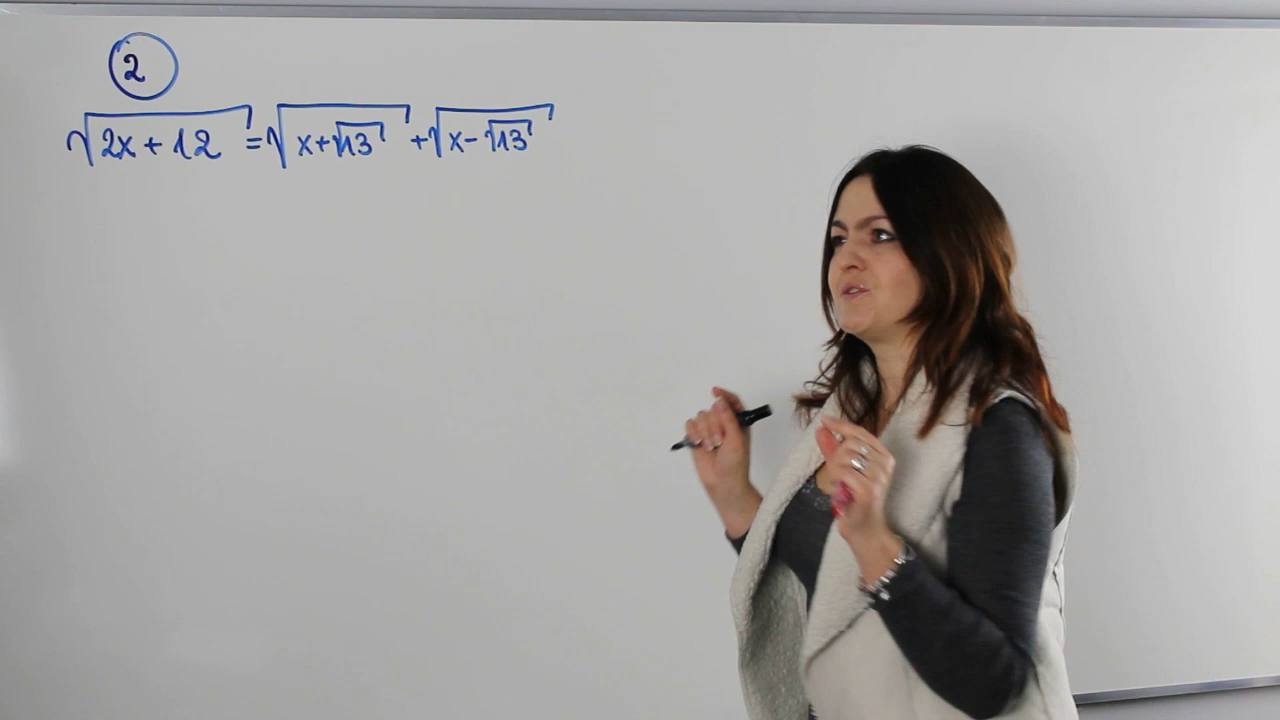 2
√(2x+12) = √(x+√13) + √(x-√13)